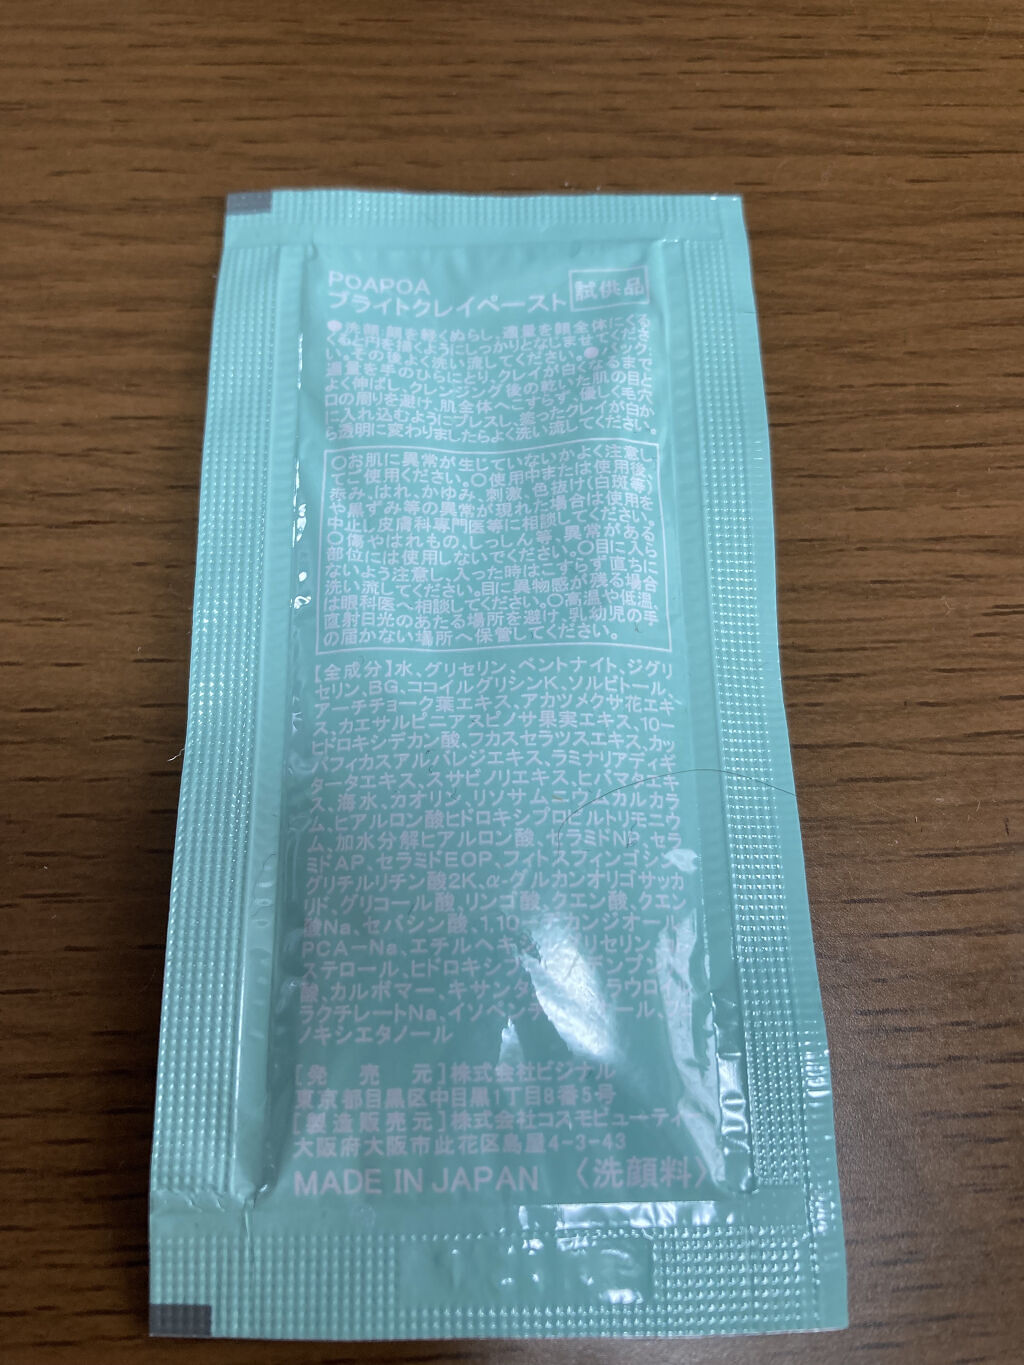 POAPOA
ブライトクレイペースト 試供品
●洗顔:顔を軽くぬらし、適量を顔全体にくる
くると円を描くようにしっかりとなじませてくださ
い。その後よく洗い流してください。●
適量を手のひらにとり、クレイが白くなるまで
よく伸ばし、クレンジング後の乾いた肌の目と
口の周りを避け、肌全体へこすらず、優しく毛穴
に入れ込むようにプレスし、塗ったクレイが白か
ら透明に変わりましたらよく洗い流してください。
○お肌に異常が生じていないかよく注意し
てご使用ください。○使用中または使用後
赤み、はれ、かゆみ、刺激、色抜け(白斑等)
や黒ずみ等の異常が現れた場合は使用を
中止し皮膚科専門医等に相談してください。
○傷やはれもの、しっしん等、異常がある
部位には使用しないでください。○目に入ら
ないよう注意し、入った時はこすらず直ちに
洗い流してください。目に異物感が残る場合
は眼科医へ相談してください。○高温や低温、
直射日光のあたる場所を避け、乳幼児の手
の届かない場所へ保管してください。
[全成分]水、グリセリン、ベントナイト、ジグリ
セリン、BG、ココイルグリシンK、ソルビトール、
アーチチョーク葉エキス、アカツメクサ花エキ
ス、カエサルピニアスピノサ果実エキス、10ー
ヒドロキシデカン酸、フカスセラツスエキス、カッ
パフィカスアルバレジエキス、ラミナリアディギ
タータエキス、スサビノリエキス、ヒバマタエキ
ス、海水、カオリン、リソサムニウムカルカラ
ム、ヒアルロン酸ヒドロキシプロピルトリモニウ
ム、加水分解ヒアルロン酸、セラミドNP、セラ
ミドAP、セラミドEOP、フィトスフィンゴシン、
グリチルリチン酸2K、α-グルカンオリゴサッカ
リド、グリコール酸、リンゴ酸、クエン酸、クエン
酸Na、セバシン酸、1,10 カンジオール、
PCAーNa、エチルヘキ リセリン、
ステロール、ヒドロキシプ ンプン
酸、カルボマー、キサンタ ラウロイル
ラクチレートNa、イソペンチ ール、フェ
ノキシエタノール
[発売元]株式会社ビジナル
東京都目黒区中目黒1丁目8番5号
[製造販売元]株式会社コスモビューティー
大阪府大阪市此花区島屋4-3-43
MADE IN JAPAN 〈洗顔料〉